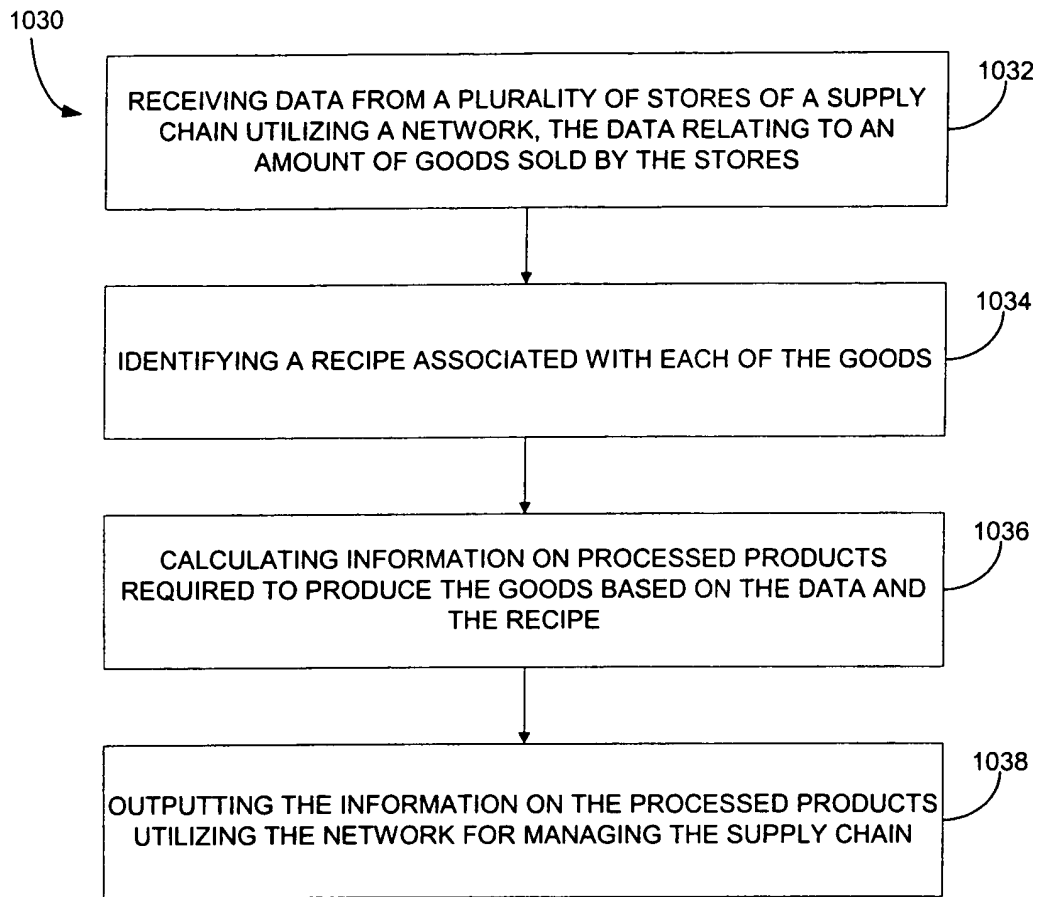 1030
1032
RECEIVING DATA FROM A PLURALITY OF STORES OF A SUPPLY
CHAIN UTILIZING A NETWORK, THE DATA RELATING TO AN
AMOUNT OF GOODS SOLD BY THE STORES
1034
IDENTIFYING A RECIPE ASSOCIATED WITH EACH OF THE GOODS
1036
CALCULATING INFORMATION ON PROCESSED PRODUCTS
REQUIRED TO PRODUCE THE GOODS BASED ON THE DATA AND
THE RECIPE
1038
OUTPUTTING THE INFORMATION ON THE PROCESSED PRODUCTS
UTILIZING THE NETWORK FOR MANAGING THE SUPPLY CHAIN